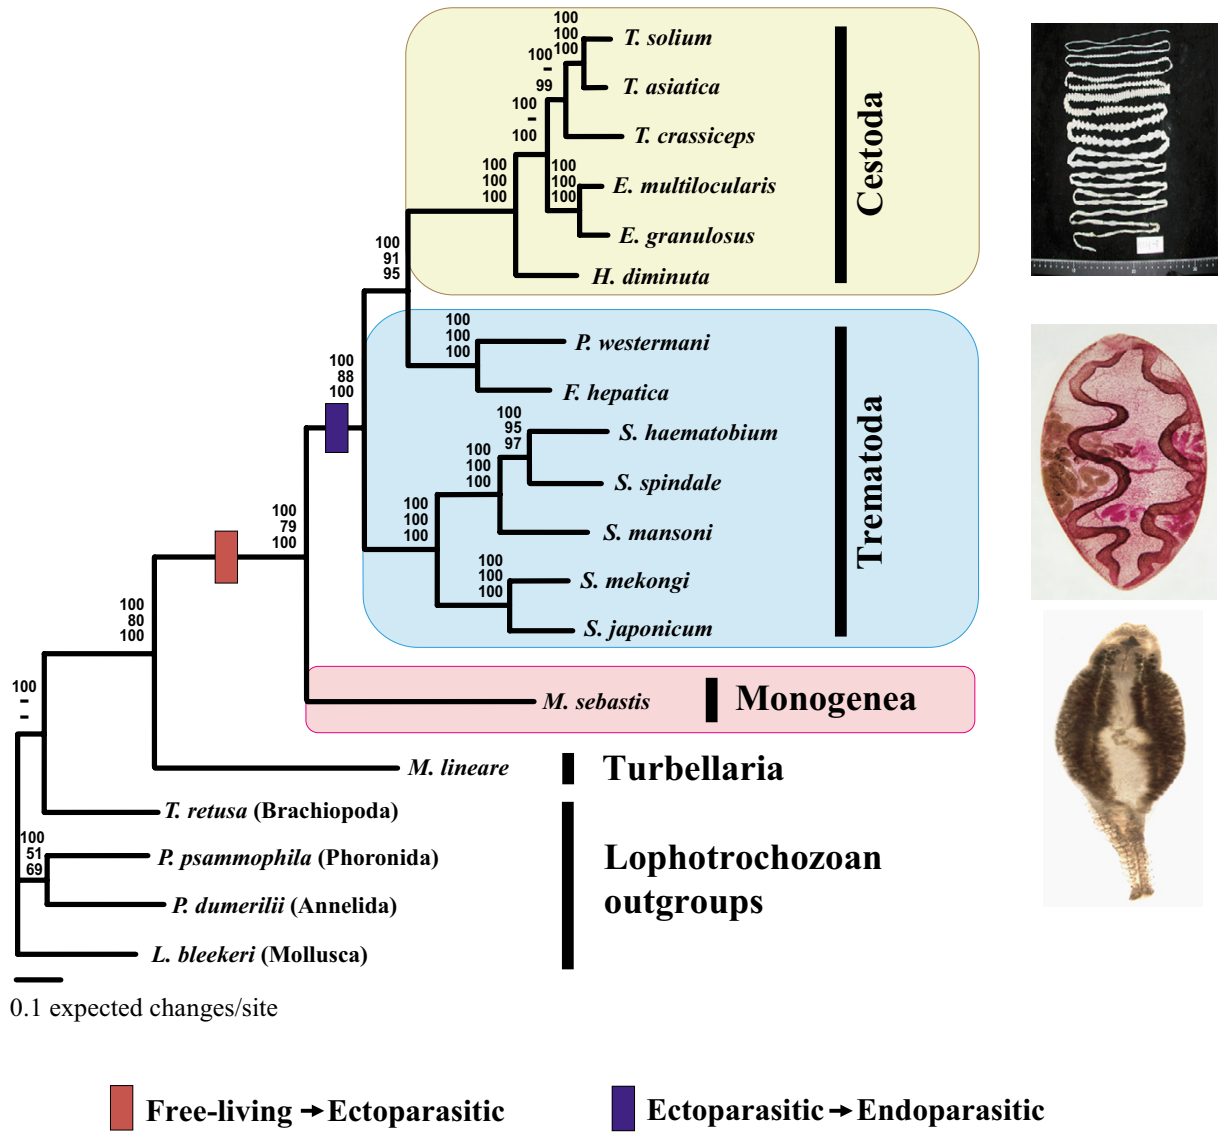 100
100
100
T. solium
100
-
99
T. asiatica
100
-
100
T. crassiceps
100
100
100
E. multilocularis
100
100
100
E. granulosus
H. diminuta
Cestoda
100
91
95
100
100
100
P. westermani
F. hepatica
100
88
100
100
95
97
S. haematobium
100
100
100
S. spindale
S. mansoni
100
100
100
100
100
100
S. mekongi
S. japonicum
Trematoda
100
79
100
M. sebastis
Monogenea
100
80
100
M. lineare
Turbellaria
100
-
-
T. retusa (Brachiopoda)
100
51
69
P. psammophila (Phoronida)
P. dumerilii (Annelida)
L. bleekeri (Mollusca)
Lophotrochozoan
outgroups
0.1 expected changes/site
Free-living → Ectoparasitic
Ectoparasitic → Endoparasitic